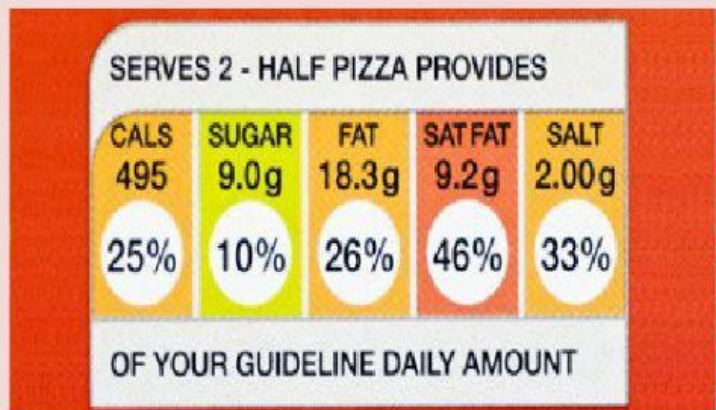 SERVES 2 - HALF PIZZA PROVIDES
CALS SUGAR FAT SAT FAT SALT
495 9.0g 18.3g 9.2g 2.00g
25% 10% 26% 46% 33%
OF YOUR GUIDELINE DAILY AMOUNT